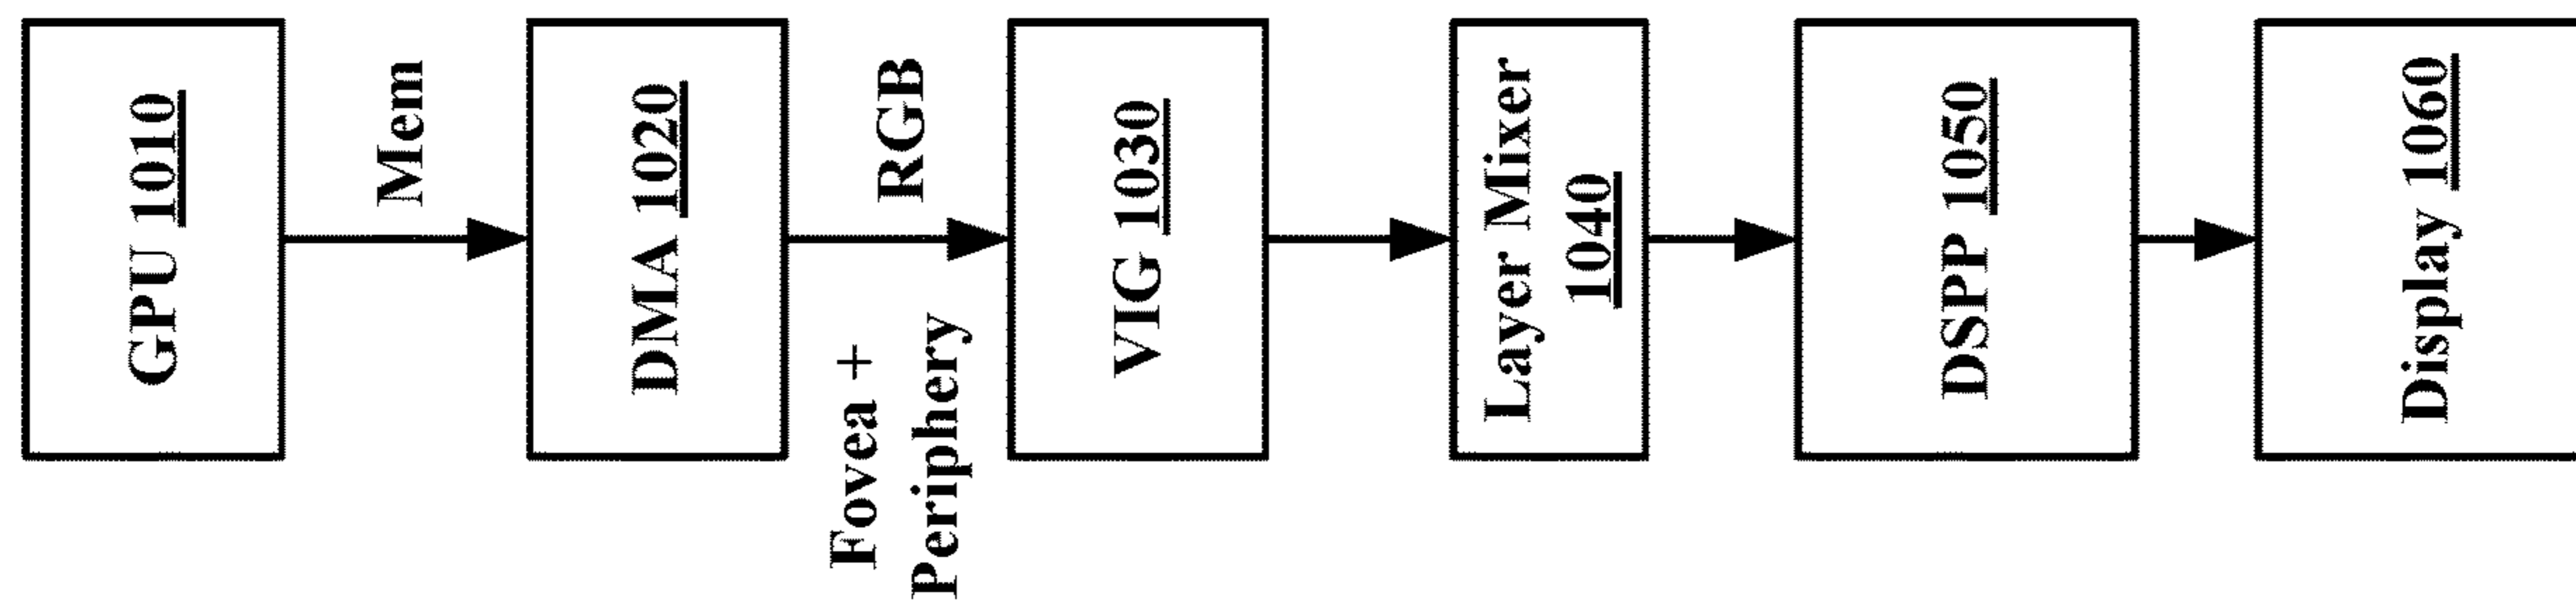 GPU 1010
Mem
DMA 1020
Fovea +
Periphery
RGB
VIG 1030
Layer Mixer
1040
DSPP 1050
Display 1060